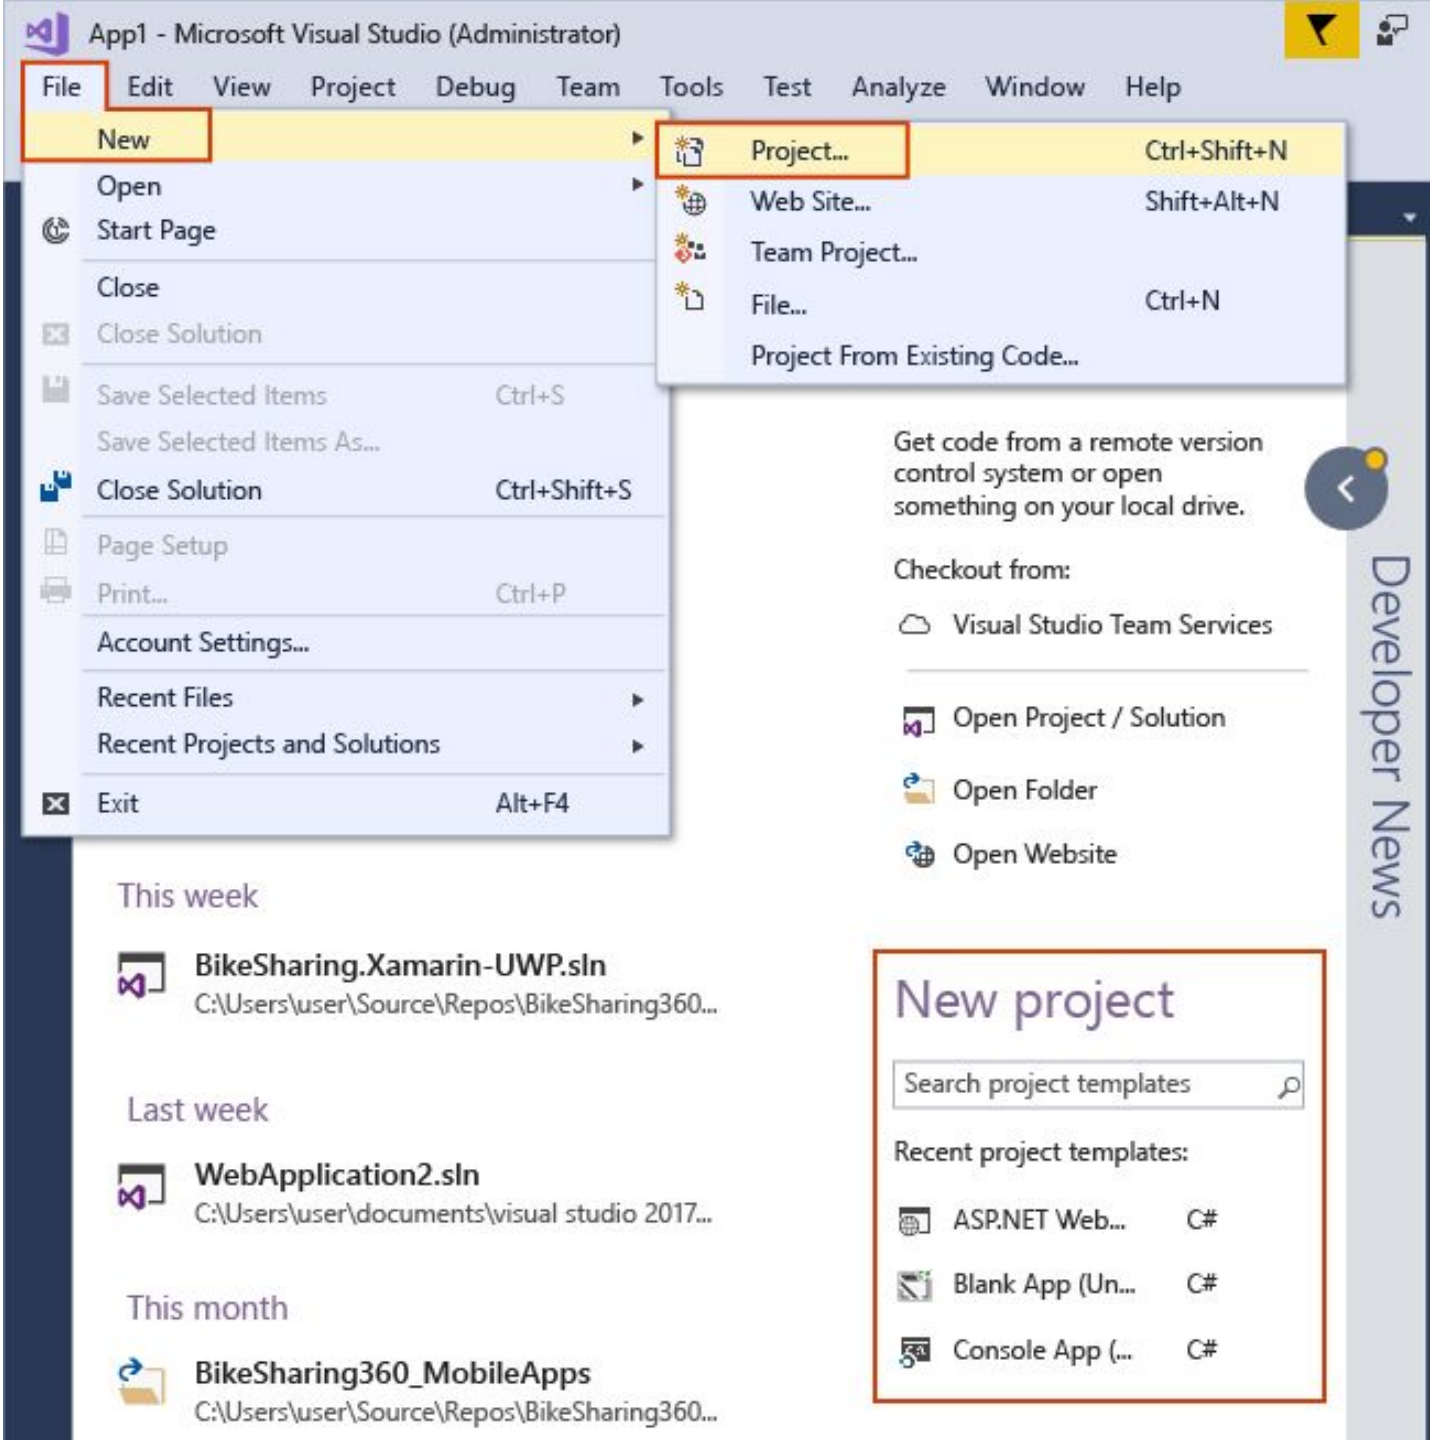 App1 - Microsoft Visual Studio (Administrator)
File Edit View Project Debug Team Tools Test Analyze Window Help
New
Open
Start Page
Close
Close Solution
Save Selected Items Ctrl+S
Save Selected Items As...
Close Solution Ctrl+Shift+S
Page Setup
Print... Ctrl+P
Account Settings...
Recent Files
Recent Projects and Solutions
Exit Alt+F4
Project... Ctrl+Shift+N
Web Site... Shift+Alt+N
Team Project...
File... Ctrl+N
Project From Existing Code...
Get code from a remote version
control system or open
something on your local drive.
Checkout from:
Visual Studio Team Services
Open Project / Solution
Open Folder
Open Website
Developer News
This week
BikeSharing.Xamarin-UWP.sln
C:\Users\user\Source\Repos\BikeSharing360...
Last week
WebApplication2.sln
C:\Users\user\documents\visual studio 2017...
This month
BikeSharing360_MobileApps
C:\Users\user\Source\Repos\BikeSharing360...
New project
Search project templates
Recent project templates:
ASP.NET Web... C#
Blank App (Un... C#
Console App (... C#